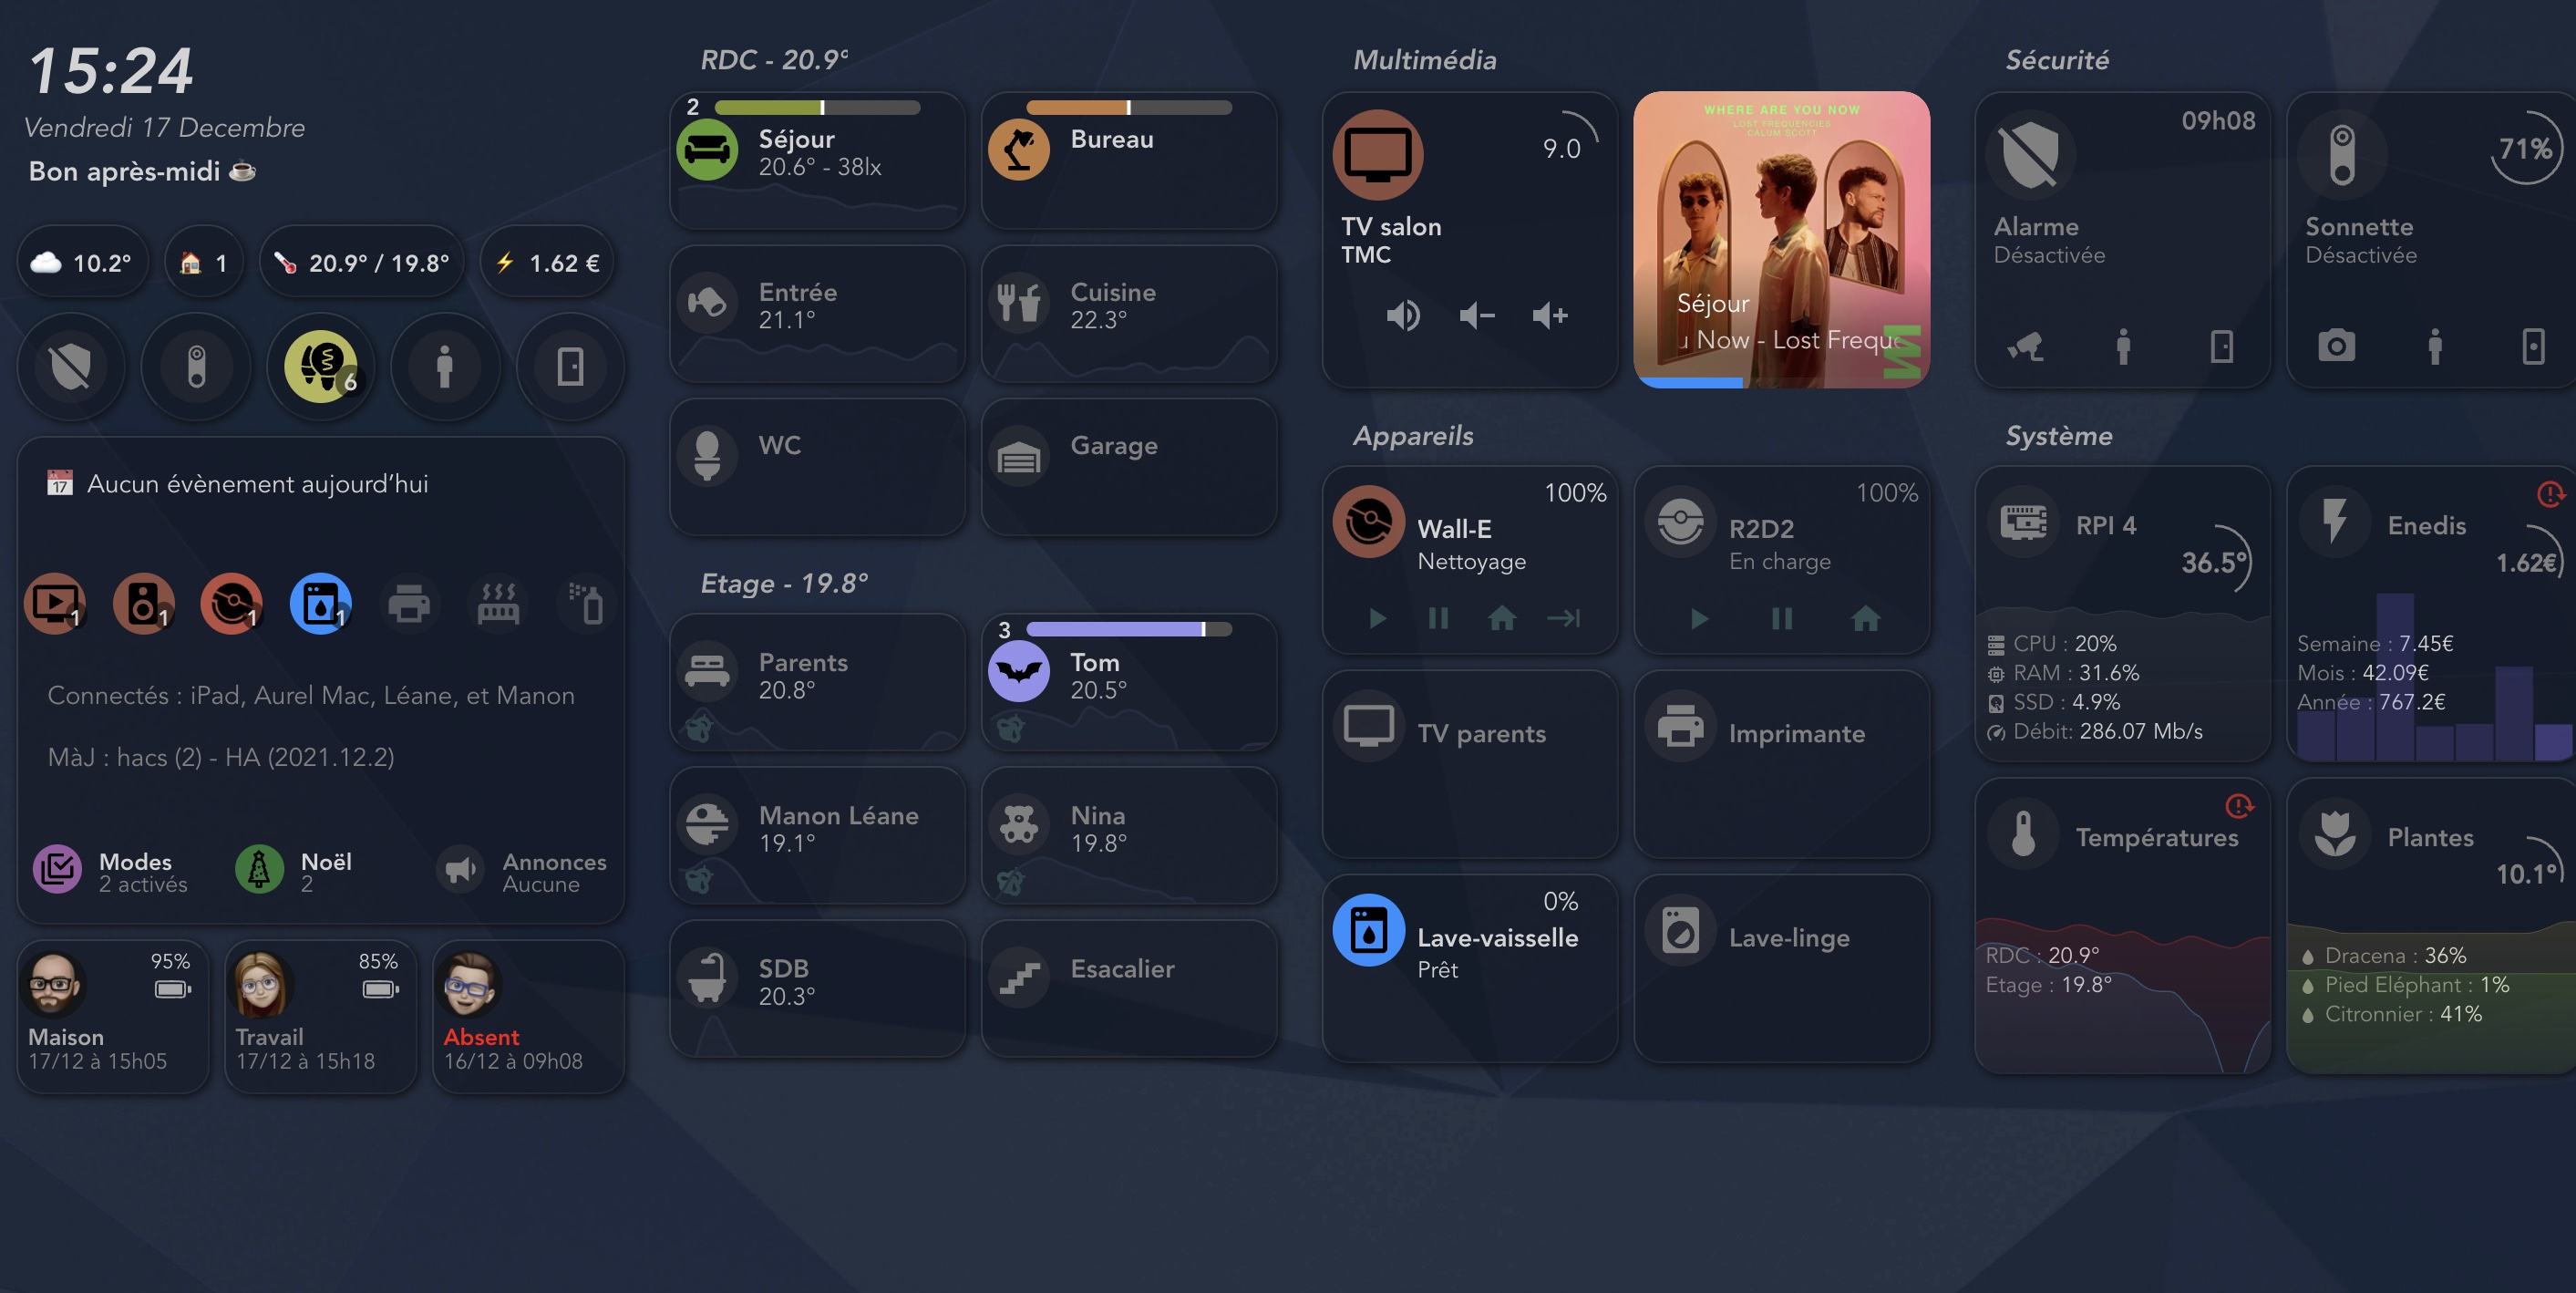 15:24
Vendredi 17 Decembre
Bon après-midi
10.2°
1
20.9° / 19.8°
1.62 €
6
17
Aucun évènement aujourd’hui
1
1
1
1
Connectés : iPad, Aurel Mac, Léane, et Manon
MàJ : hacs (2) - HA (2021.12.2)
Modes
2 activés
Noël
2
Annonces
Aucune
95%
Maison
17/12 à 15h05
85%
Travail
17/12 à 15h18
Absent
16/12 à 09h08
RDC - 20.9°
2
Séjour
20.6° - 38lx
Bureau
Entrée
21.1°
Cuisine
22.3°
WC
Garage
Etage - 19.8°
Parents
20.8°
3
Tom
20.5°
Manon Léane
19.1°
Nina
19.8°
SDB
20.3°
Esacalier
Multimédia
9.0
TV salon
TMC
WHERE ARE YOU NOW
LOST FREQUENCIES
CALUM SCOTT
Séjour
Now - Lost Freque
Appareils
100%
Wall-E
Nettoyage
100%
R2D2
En charge
TV parents
Imprimante
0%
Lave-vaisselle
Prêt
Lave-linge
Sécurité
09h08
Alarme
Désactivée
71%
Sonnette
Désactivée
Système
RPI 4
36.5°
CPU : 20%
RAM : 31.6%
SSD : 4.9%
Débit: 286.07 Mb/s
Enedis
1.62€
Semaine : 7.45€
Mois : 42.09€
Année : 767.2€
Températures
RDC : 20.9°
Etage : 19.8°
Plantes
10.1°
Dracena : 36%
Pied Eléphant : 1%
Citronnier : 41%